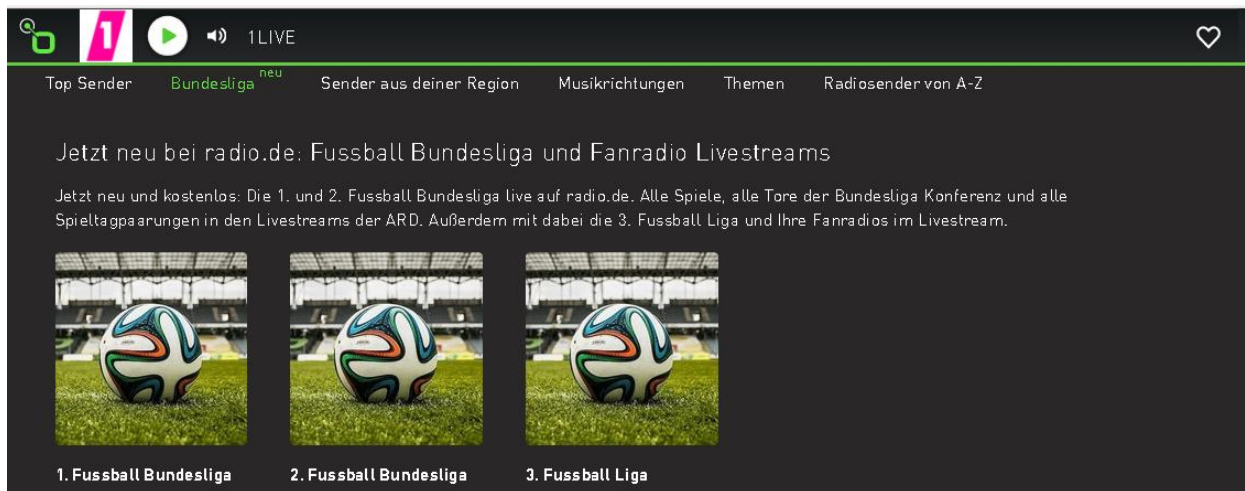 1 1LIVE
Top Sender Bundesliga neu Sender aus deiner Region Musikrichtungen Themen Radiosender von A-Z
Jetzt neu bei radio.de: Fussball Bundesliga und Fanradio Livestreams
Jetzt neu und kostenlos: Die 1. und 2. Fussball Bundesliga live auf radio.de. Alle Spiele, alle Tore der Bundesliga Konferenz und alle
Spieltagpaarungen in den Livestreams der ARD. Außerdem mit dabei die 3. Fussball Liga und Ihre Fanradios im Livestream.
1. Fussball Bundesliga 2. Fussball Bundesliga 3. Fussball Liga